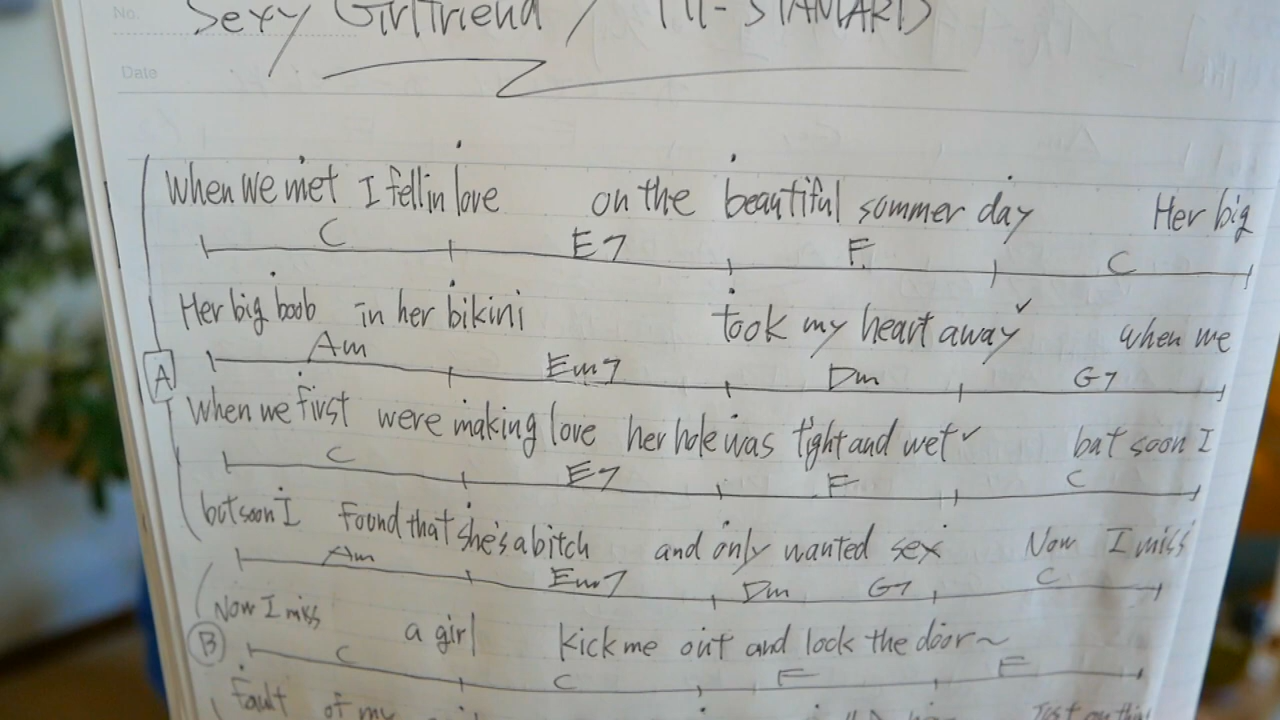 No.
Sexy Girlfriend / Hi-STANDARD
Date
When we met I fell in love on the beautiful summer day Her big
C E7 F C
Her big boob in her bikini took my heart away when we
Am Em7 Dm G7
A
When we first were making love her hole was tight and wet but soon I
C E7 F C
but soon I found that she's a bitch and only wanted sex Now I miss
Am Em7 Dm G7 C
Now I miss a girl kick me out and lock the door~
B
C C F F
fault of my